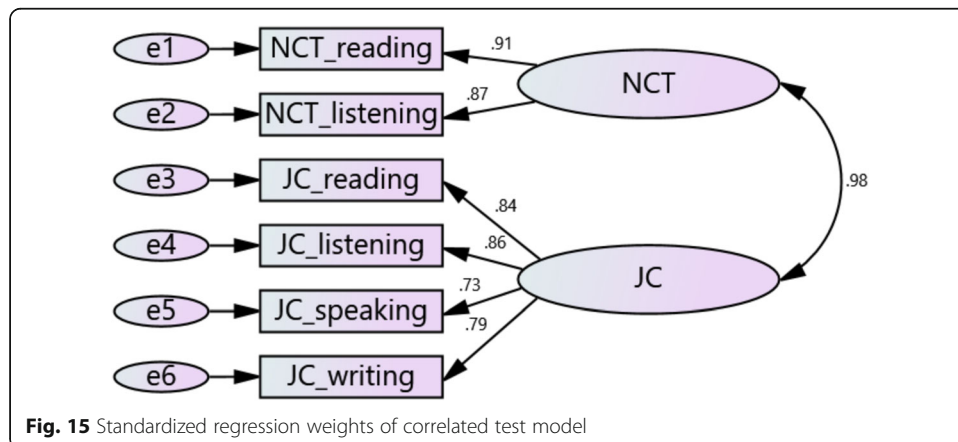 e1 NCT_reading .91
NCT
e2 NCT_listening .87
e3 JC_reading .84
.98
e4 JC_listening .86
JC
e5 JC_speaking .73
e6 JC_writing .79
Fig. 15 Standardized regression weights of correlated test model